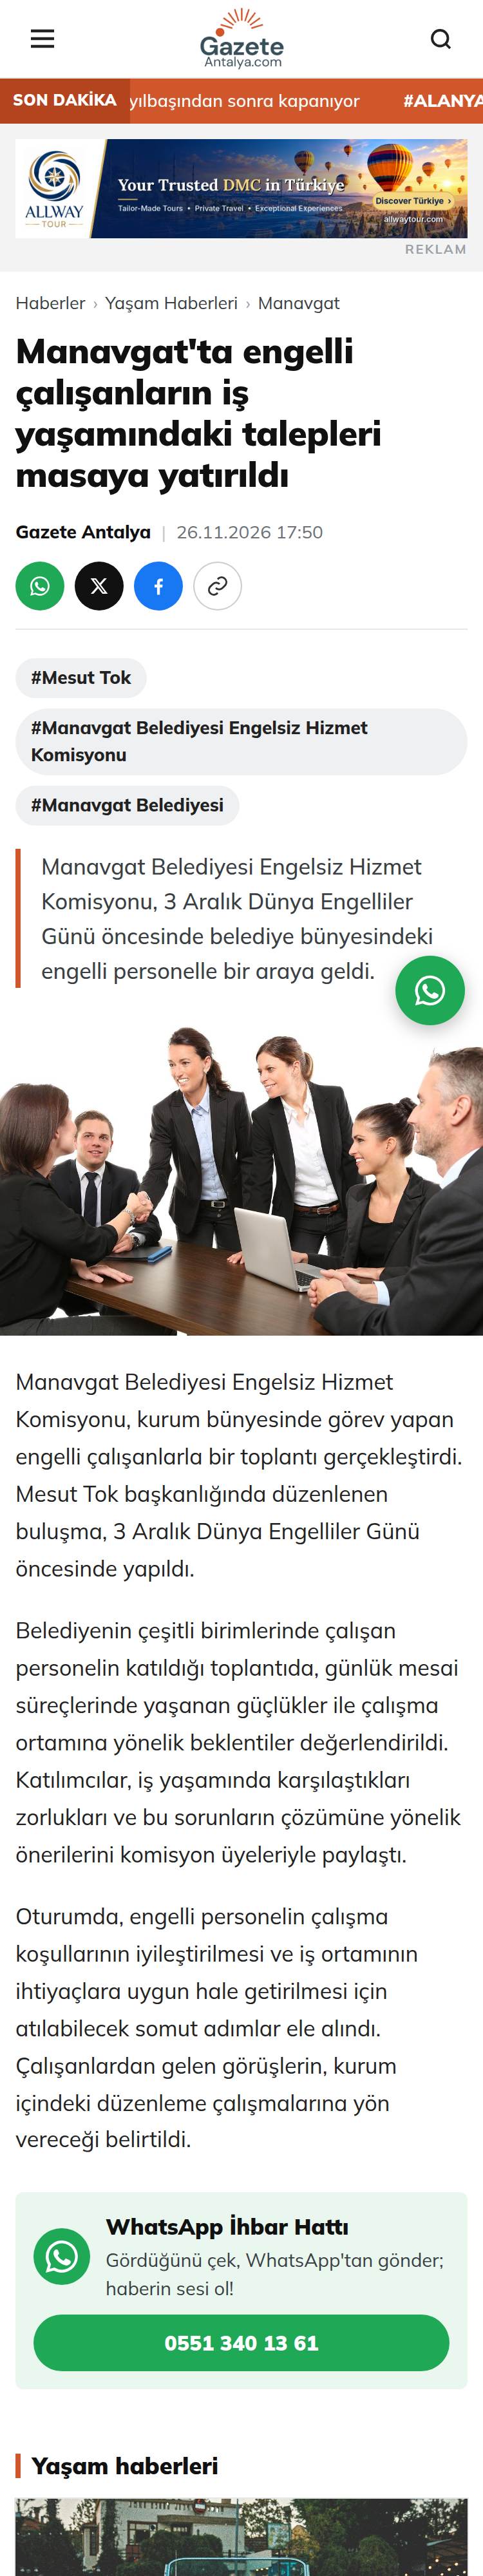 Gazete
Antalya.com
SON DAKİKA
yılbaşından sonra kapanıyor
#ALANYA
ALLWAY
TOUR
Your Trusted DMC in Türkiye
Tailor-Made Tours • Private Travel • Exceptional Experiences
Discover Türkiye ›
allwaytour.com
REKLAM
Haberler › Yaşam Haberleri › Manavgat
Manavgat'ta engelli
çalışanların iş
yaşamındaki talepleri
masaya yatırıldı
Gazete Antalya | 26.11.2026 17:50
#Mesut Tok
#Manavgat Belediyesi Engelsiz Hizmet
Komisyonu
#Manavgat Belediyesi
Manavgat Belediyesi Engelsiz Hizmet
Komisyonu, 3 Aralık Dünya Engelliler
Günü öncesinde belediye bünyesindeki
engelli personelle bir araya geldi.
Manavgat Belediyesi Engelsiz Hizmet
Komisyonu, kurum bünyesinde görev yapan
engelli çalışanlarla bir toplantı gerçekleştirdi.
Mesut Tok başkanlığında düzenlenen
buluşma, 3 Aralık Dünya Engelliler Günü
öncesinde yapıldı.
Belediyenin çeşitli birimlerinde çalışan
personelin katıldığı toplantıda, günlük mesai
süreçlerinde yaşanan güçlükler ile çalışma
ortamına yönelik beklentiler değerlendirildi.
Katılımcılar, iş yaşamında karşılaştıkları
zorlukları ve bu sorunların çözümüne yönelik
önerilerini komisyon üyeleriyle paylaştı.
Oturumda, engelli personelin çalışma
koşullarının iyileştirilmesi ve iş ortamının
ihtiyaçlara uygun hale getirilmesi için
atılabilecek somut adımlar ele alındı.
Çalışanlardan gelen görüşlerin, kurum
içindeki düzenleme çalışmalarına yön
vereceği belirtildi.
WhatsApp İhbar Hattı
Gördüğünü çek, WhatsApp'tan gönder;
haberin sesi ol!
0551 340 13 61
Yaşam haberleri